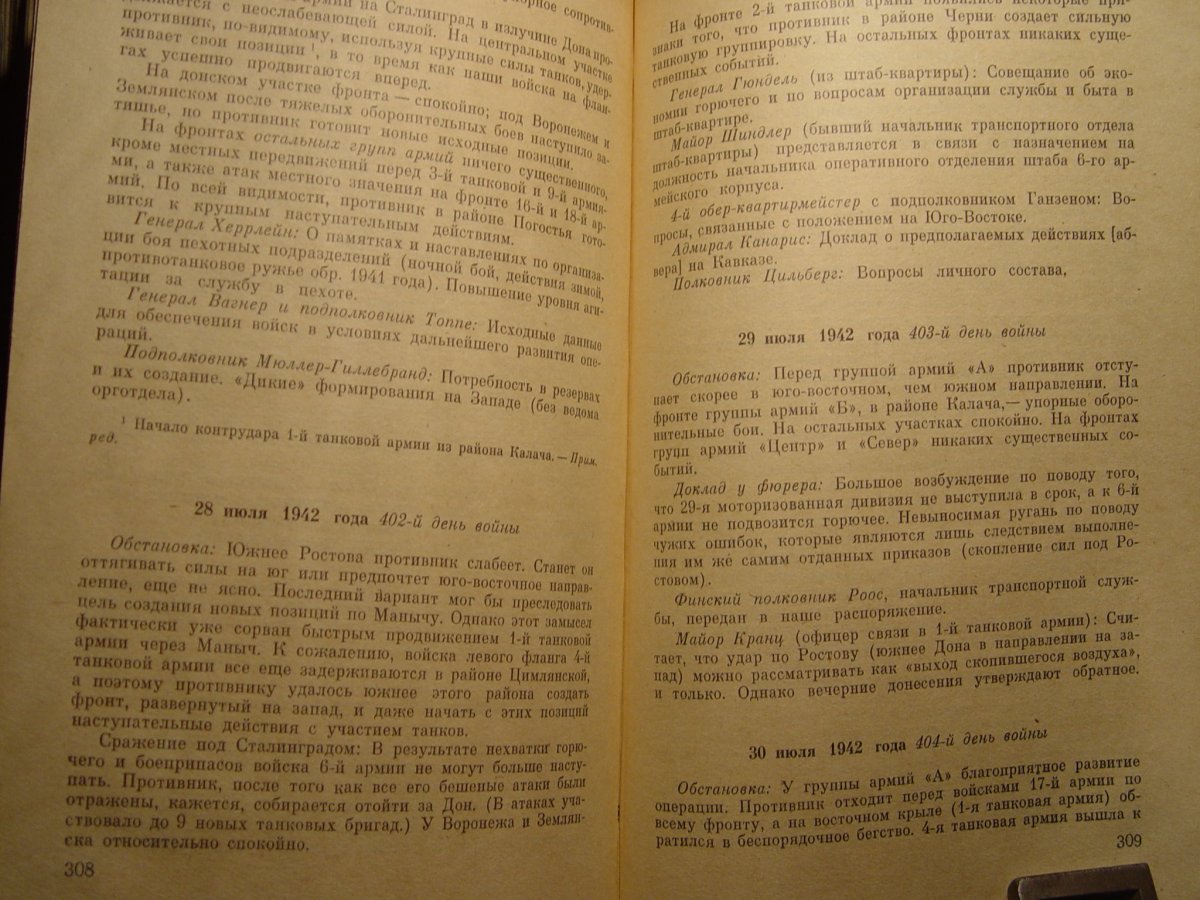 армии на Сталинград в излучине Дона про-
движается с неослабевающей силой. На центральном участке
противник, по-видимому, используя крупные силы танков, удер-
живает свои позиции¹, в то время как наши войска на флан-
гах успешно продвигаются вперед.
На донском участке фронта — спокойно; под Воронежем и
Землянском после тяжелых оборонительных боев наступило за-
тишье, но противник готовит новые исходные позиции.
На фронтах остальных групп армий ничего существенного,
кроме местных передвижений перед 3-й танковой и 9-й армия-
ми, а также атак местного значения на фронте 16-й и 18-й ар-
мий. По всей видимости, противник в районе Погостья гото-
вится к крупным наступательным действиям.
Генерал Херрлейн: О памятках и наставлениях по организа-
ции боя пехотных подразделений (ночной бой, действия зимой,
противотанковое ружье обр. 1941 года). Повышение уровня аги-
тации за службу в пехоте.
Генерал Вагнер и подполковник Топпе: Исходные данные
для обеспечения войск в условиях дальнейшего развития опе-
раций.
Подполковник Мюллер-Гиллебранд: Потребность в резервах
и их создание. «Дикие» формирования на Западе (без ведома
орготдела).
¹ Начало контрудара 1-й танковой армии из района Калача. — Прим.
ред.
28 июля 1942 года 402-й день войны
Обстановка: Южнее Ростова противник слабеет. Станет он
оттягивать силы на юг или предпочтет юго-восточное направ-
ление, еще не ясно. Последний вариант мог бы преследовать
цель создания новых позиций по Манычу. Однако этот замысел
фактически уже сорван быстрым продвижением 1-й танковой
армии через Маныч. К сожалению, войска левого фланга 4-й
танковой армии все еще задерживаются в районе Цимлянской,
а поэтому противнику удалось южнее этого района создать
фронт, развернутый на запад, и даже начать с этих позиций
наступательные действия с участием танков.
Сражение под Сталинградом: В результате нехватки горю-
чего и боеприпасов войска 6-й армии не могут больше насту-
пать. Противник, после того как все его бешеные атаки были
отражены, кажется, собирается отойти за Дон. (В атаках уча-
ствовало до 9 новых танковых бригад.) У Воронежа и Землян-
ска относительно спокойно.
308
На фронте 2-й танковой армии появились некоторые при-
знаки того, что противник в районе Черни создает сильную
танковую группировку. На остальных фронтах никаких суще-
ственных событий.
Генерал Гюндель (из штаб-квартиры): Совещания об эко-
номии горючего и по вопросам организации службы и быта в
штаб-квартире.
Майор Шиндлер (бывший начальник транспортного отдела
штаб-квартиры) представляется в связи с назначением на
должность начальника оперативного отделения штаба 6-го ар-
мейского корпуса.
4-й обер-квартирмейстер с подполковником Ганзеном: Во-
просы, связанные с положением на Юго-Востоке.
Адмирал Канарис: Доклад о предполагаемых действиях [аб-
вера] на Кавказе.
Полковник Цильберг: Вопросы личного состава,
29 июля 1942 года 403-й день войны
Обстановка: Перед группой армий «А» противник отсту-
пает скорее в юго-восточном, чем южном направлении. На
фронте группы армий «Б», в районе Калача,— упорные оборо-
нительные бои. На остальных участках спокойно. На фронтах
групп армий «Центр» и «Север» никаких существенных со-
бытий.
Доклад у фюрера: Большое возбуждение по поводу того,
что 29-я моторизованная дивизия не выступила в срок, а к 6-й
армии не подвозится горючее. Невыносимая ругань по поводу
чужих ошибок, которые являются лишь следствием выполне-
ния им же самим отданных приказов (скопление сил под Ро-
стовом).
Финский полковник Роос, начальник транспортной служ-
бы, передан в наше распоряжение.
Майор Кранц (офицер связи в 1-й танковой армии): Счи-
тает, что удар по Ростову (южнее Дона в направлении на за-
пад) можно рассматривать как «выход скопившегося воздуха»,
и только. Однако вечерние донесения утверждают обратное.
30 июля 1942 года 404-й день войны
Обстановка: У группы армий «А» благоприятное развитие
операции. Противник отходит перед войсками 17-й армии по
всему фронту, а на восточном крыле (1-я танковая армия) об-
ратился в беспорядочное бегство. 4-я танковая армия вышла к
309